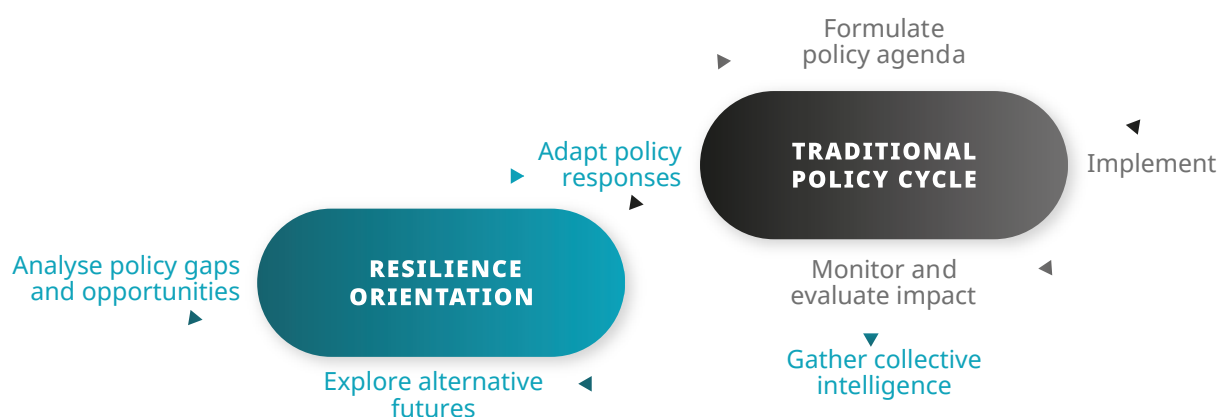 Formulate
policy agenda
TRADITIONAL
POLICY CYCLE
Implement
Adapt policy
responses
Monitor and
evaluate impact
Analyse policy gaps
and opportunities
RESILIENCE
ORIENTATION
Gather collective
intelligence
Explore alternative
futures